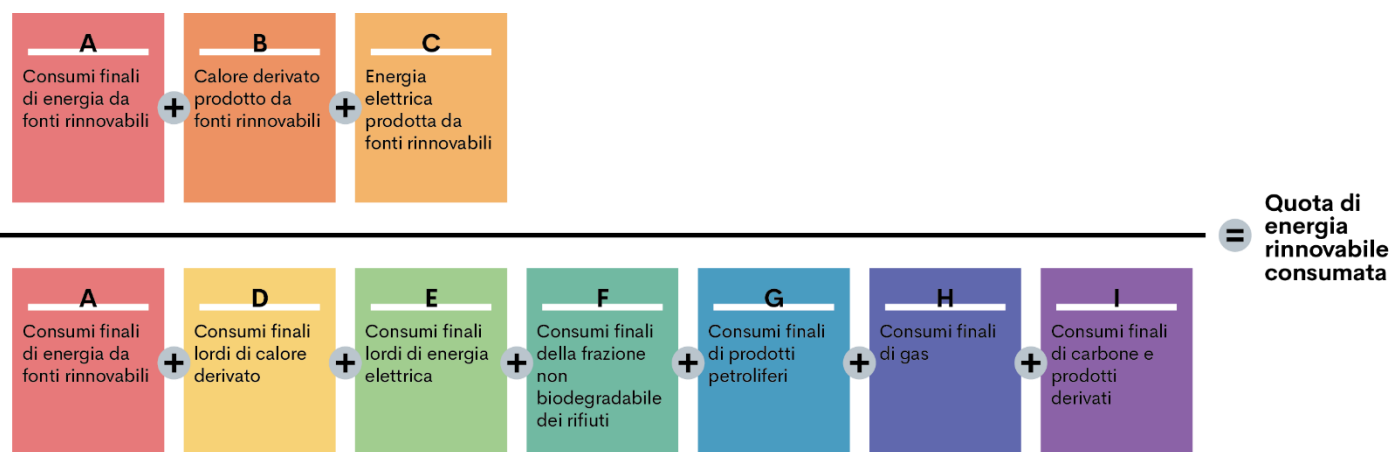 A
Consumi finali
di energia da
fonti rinnovabili
+
B
Calore derivato
prodotto da
fonti rinnovabili
+
C
Energia
elettrica
prodotta da
fonti rinnovabili
=
Quota di
energia
rinnovabile
consumata
A
Consumi finali
di energia da
fonti rinnovabili
+
D
Consumi finali
lordi di calore
derivato
+
E
Consumi finali
lordi di energia
elettrica
+
F
Consumi finali
della frazione
non
biodegradabile
dei rifiuti
+
G
Consumi finali
di prodotti
petroliferi
+
H
Consumi finali
di gas
+
I
Consumi finali
di carbone e
prodotti
derivati